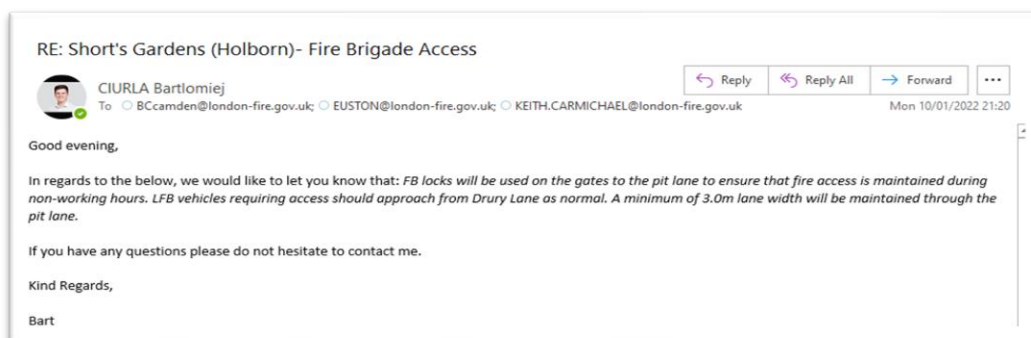 RE: Short's Gardens (Holborn)- Fire Brigade Access
CIURLA Bartlomiej
Reply
Reply All
Forward
To BCcamden@london-fire.gov.uk; EUSTON@london-fire.gov.uk; KEITH.CARMICHAEL@london-fire.gov.uk
Mon 10/01/2022 21:20
Good evening,
In regards to the below, we would like to let you know that: FB locks will be used on the gates to the pit lane to ensure that fire access is maintained during
non-working hours. LFB vehicles requiring access should approach from Drury Lane as normal. A minimum of 3.0m lane width will be maintained through the
pit lane.
If you have any questions please do not hesitate to contact me.
Kind Regards,
Bart